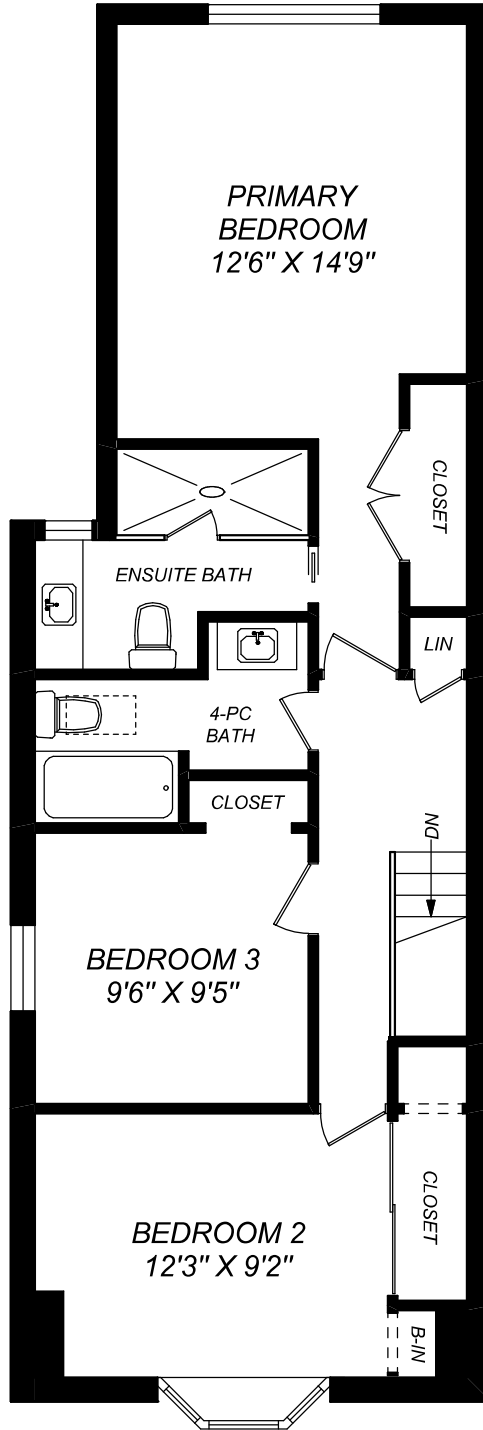 PRIMARY
BEDROOM
12'6" X 14'9"
CLOSET
ENSUITE BATH
LIN
4-PC
BATH
CLOSET
DN
BEDROOM 3
9'6" X 9'5"
CLOSET
BEDROOM 2
12'3" X 9'2"
B-IN